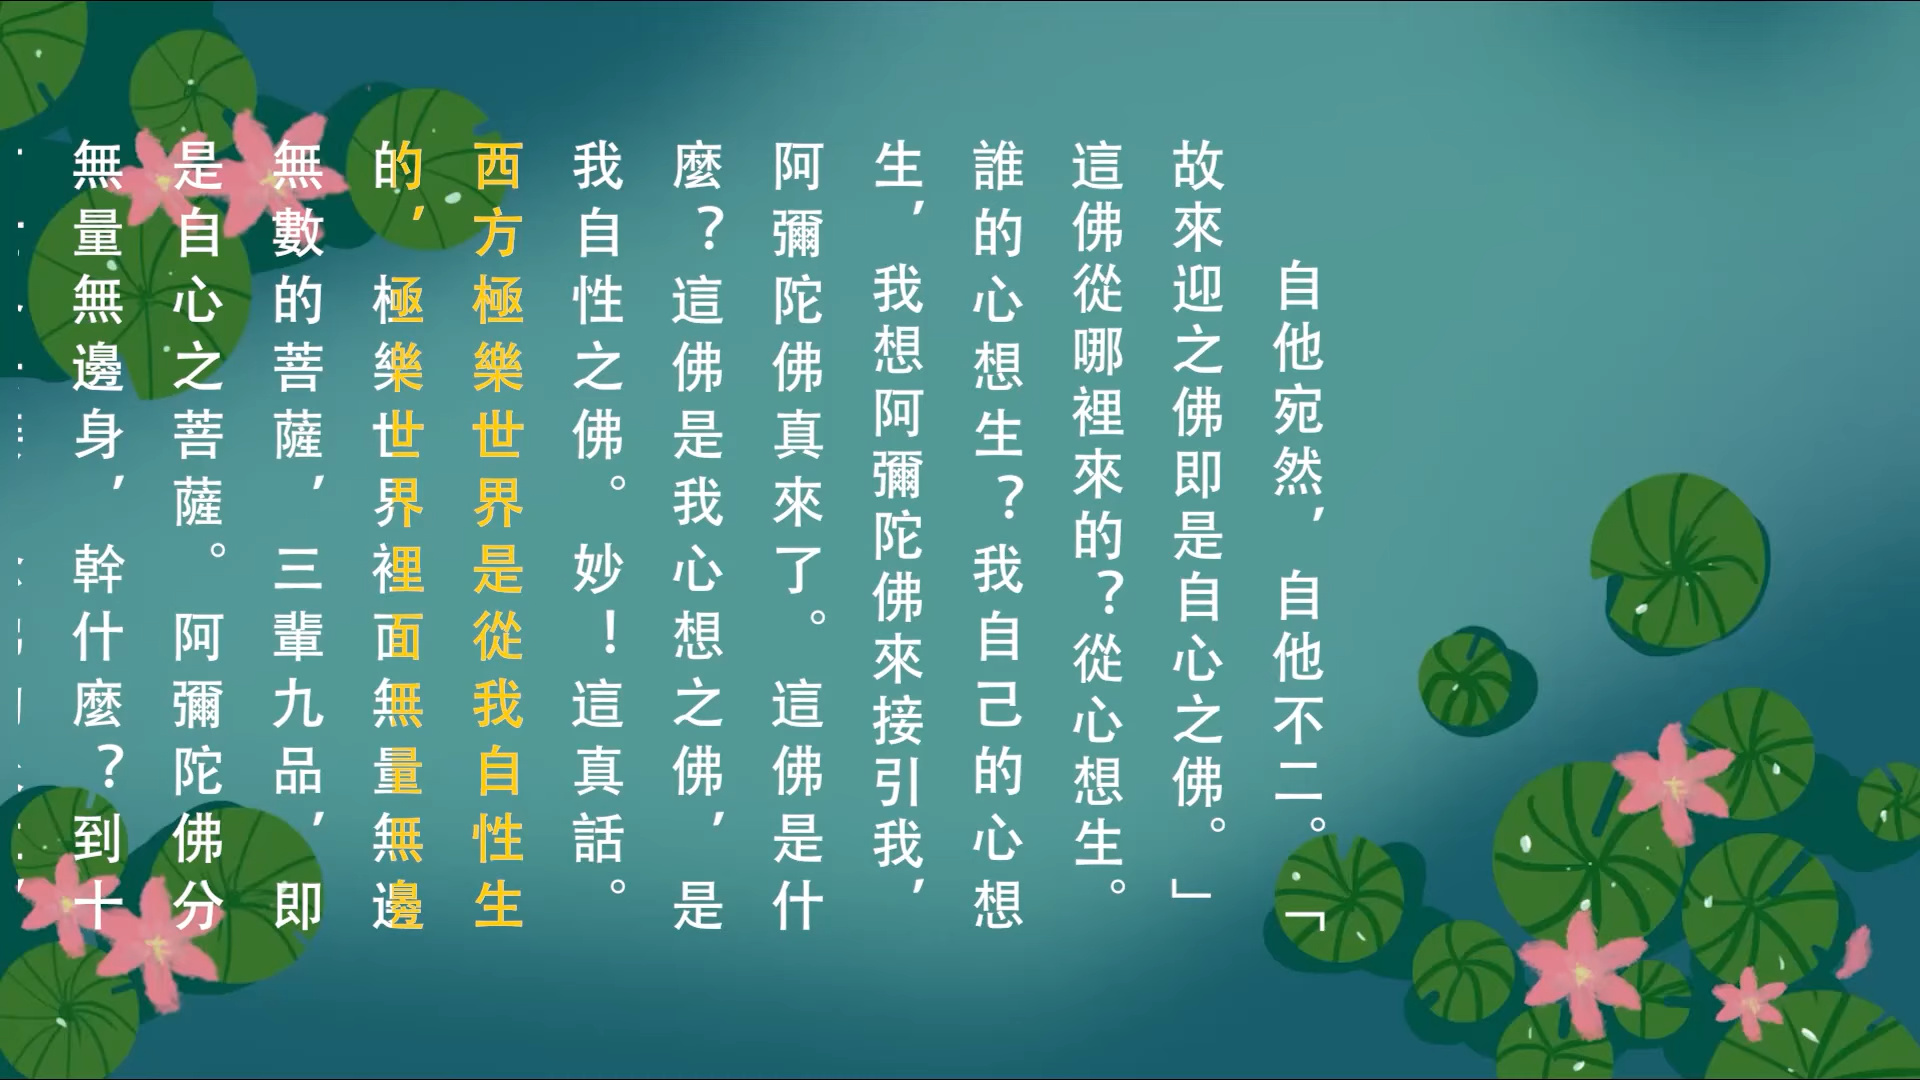 自他宛然，自他不二。「
故來迎之佛即是自心之佛。」
這佛從哪裡來的？從心想生。
誰的心想生？我自己的心想
生，我想阿彌陀佛來接引我，
阿彌陀佛真來了。這佛是什
麼？這佛是我心想之佛，是
我自性之佛。妙！這真話。
西方極樂世界是從我自性生
的，極樂世界裡面無量無邊
無數的菩薩，三輩九品，即
是自心之菩薩。阿彌陀佛分
無量無邊身，幹什麼？到十